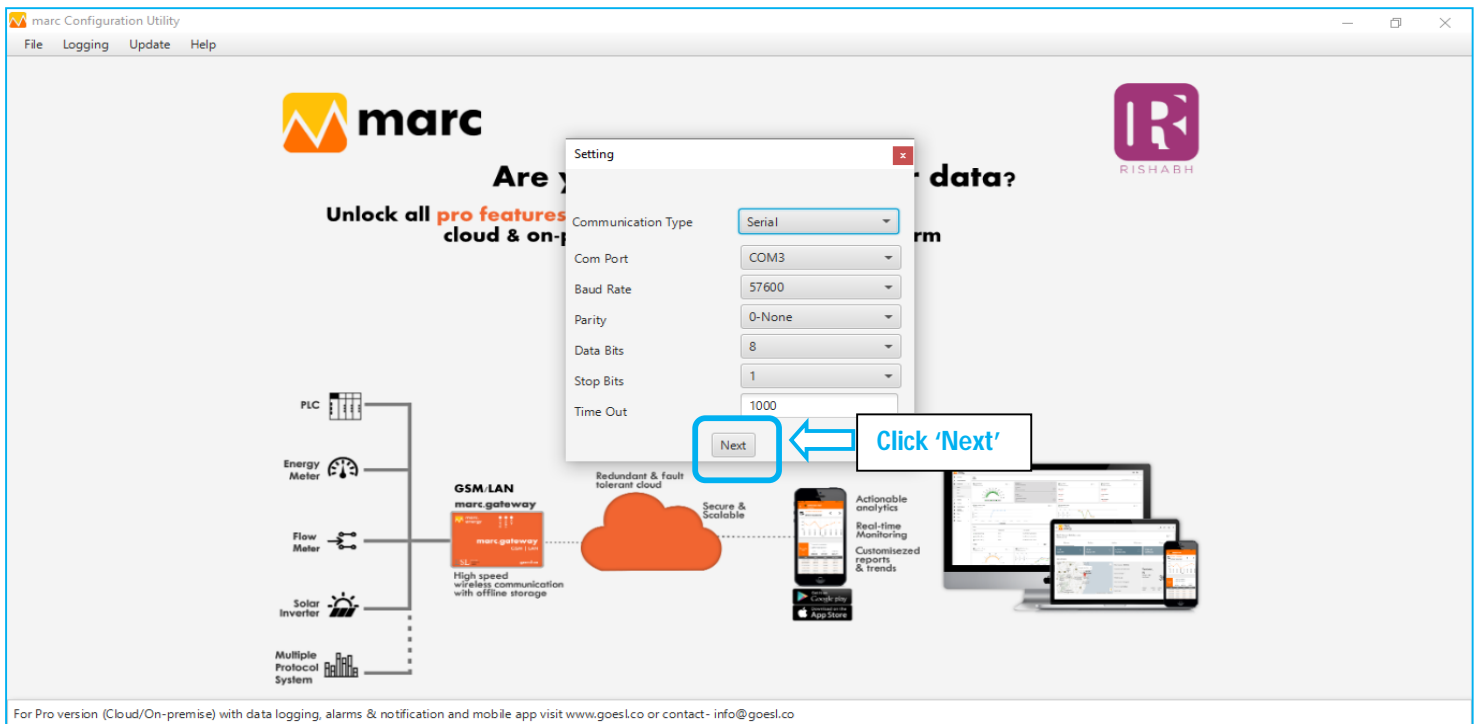 marc Configuration Utility
File Logging Update Help
marc
RISHABH
Are
data?
Unlock all pro features
cloud & on-p
rm
Setting
x
Communication Type Serial
Com Port COM3
Baud Rate 57600
Parity 0-None
Data Bits 8
Stop Bits 1
Time Out 1000
Next
Click ‘Next’
PLC
Energy
Meter
Flow
Meter
Solar
Inverter
Multiple
Protocol
System
GSM/LAN
marc.gateway
marc.gateway
High speed
wireless communication
with offline storage
Redundant & fault
tolerant cloud
Secure &
Scalable
Actionable
analytics
Real-time
Monitoring
Customisezed
reports
& trends
Google play
App Store
For Pro version (Cloud/On-premise) with data logging, alarms & notification and mobile app visit www.goesl.co or contact- info@goesl.co